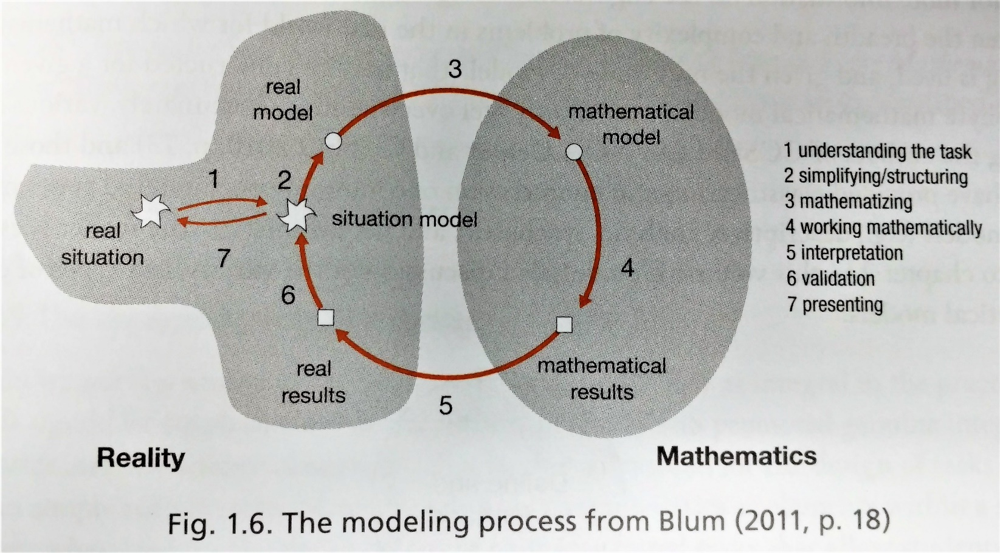 3
real
model
mathematical
model
1
2
situation model
real
situation
7
4
6
real
results
mathematical
results
5
1 understanding the task
2 simplifying/structuring
3 mathematizing
4 working mathematically
5 interpretation
6 validation
7 presenting
Reality
Mathematics
Fig. 1.6. The modeling process from Blum (2011, p. 18)